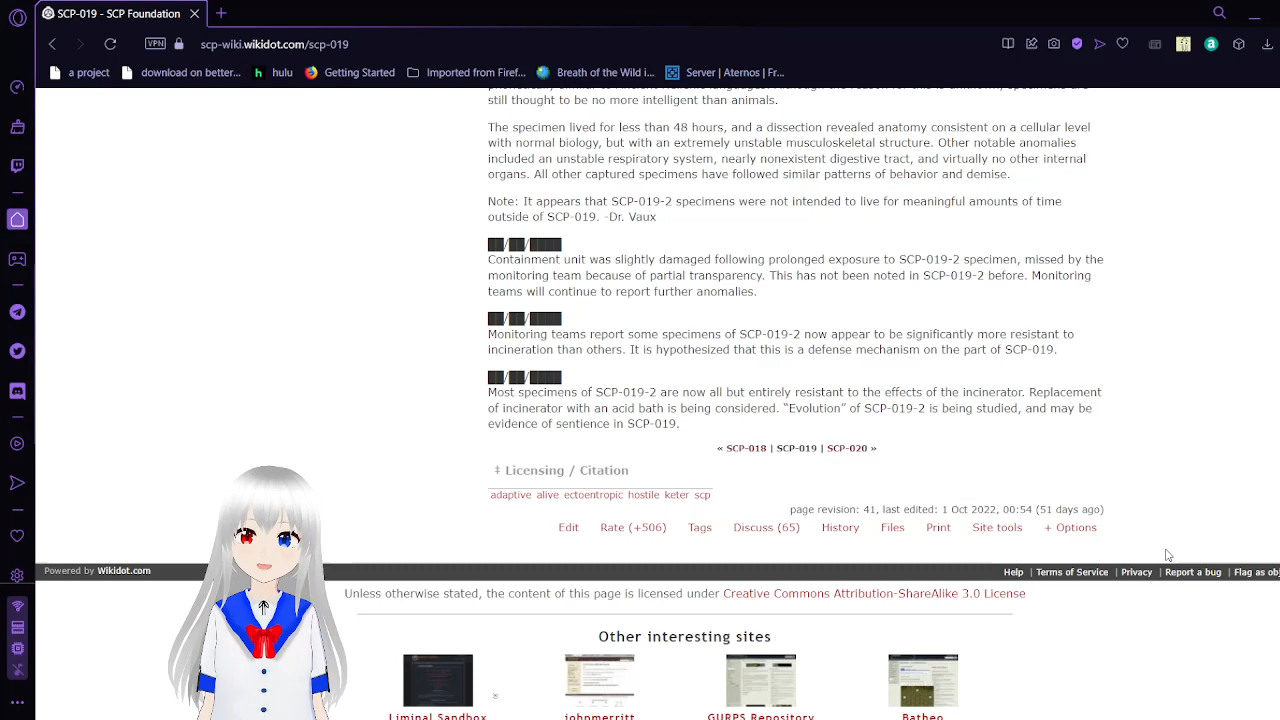 SCP-019 - SCP Foundation
VPN
scp-wiki.wikidot.com/scp-019
a project
download on better...
hulu
Getting Started
Imported from Firef...
Breath of the Wild i...
Server | Aternos | Fr...
still thought to be no more intelligent than animals.
The specimen lived for less than 48 hours, and a dissection revealed anatomy consistent on a cellular level
with normal biology, but with an extremely unstable musculoskeletal structure. Other notable anomalies
included an unstable respiratory system, nearly nonexistent digestive tract, and virtually no other internal
organs. All other captured specimens have followed similar patterns of behavior and demise.
Note: It appears that SCP-019-2 specimens were not intended to live for meaningful amounts of time
outside of SCP-019. -Dr. Vaux
██/██/████
Containment unit was slightly damaged following prolonged exposure to SCP-019-2 specimen, missed by the
monitoring team because of partial transparency. This has not been noted in SCP-019-2 before. Monitoring
teams will continue to report further anomalies.
██/██/████
Monitoring teams report some specimens of SCP-019-2 now appear to be significantly more resistant to
incineration than others. It is hypothesized that this is a defense mechanism on the part of SCP-019.
██/██/████
Most specimens of SCP-019-2 are now all but entirely resistant to the effects of the incinerator. Replacement
of incinerator with an acid bath is being considered. "Evolution" of SCP-019-2 is being studied, and may be
evidence of sentience in SCP-019.
« SCP-018 | SCP-019 | SCP-020 »
‡ Licensing / Citation
adaptive alive ectoentropic hostile keter scp
page revision: 41, last edited: 1 Oct 2022, 00:54 (51 days ago)
Edit Rate (+506) Tags Discuss (65) History Files Print Site tools + Options
Powered by Wikidot.com
Help | Terms of Service | Privacy | Report a bug | Flag as obj
Unless otherwise stated, the content of this page is licensed under Creative Commons Attribution-ShareAlike 3.0 License
Other interesting sites
Liminal Sandbox
johnmerritt
GURPS Repository
Batheo